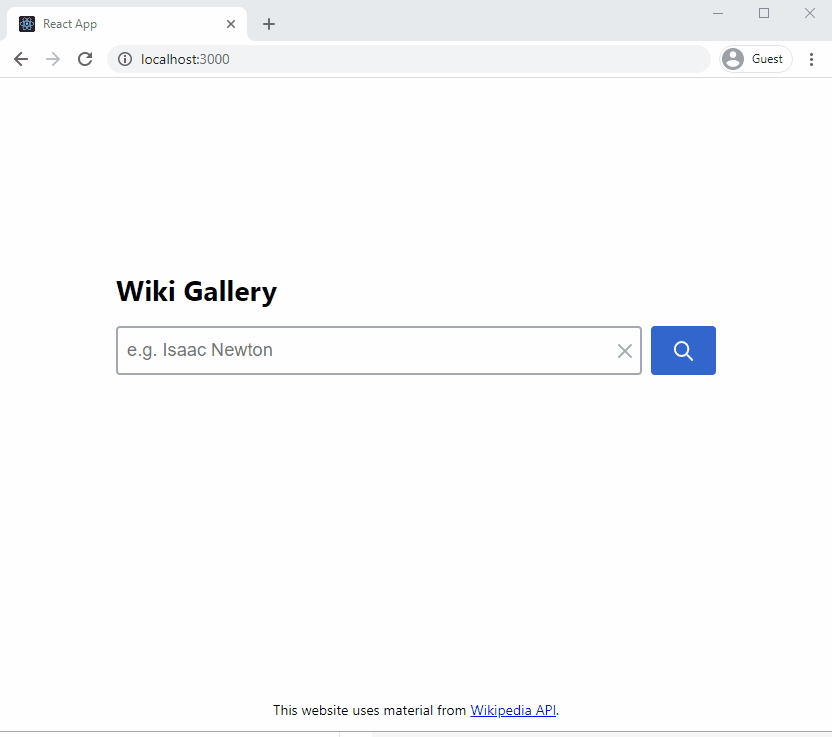 React App
localhost:3000
Guest
Wiki Gallery
e.g. Isaac Newton
This website uses material from Wikipedia API.